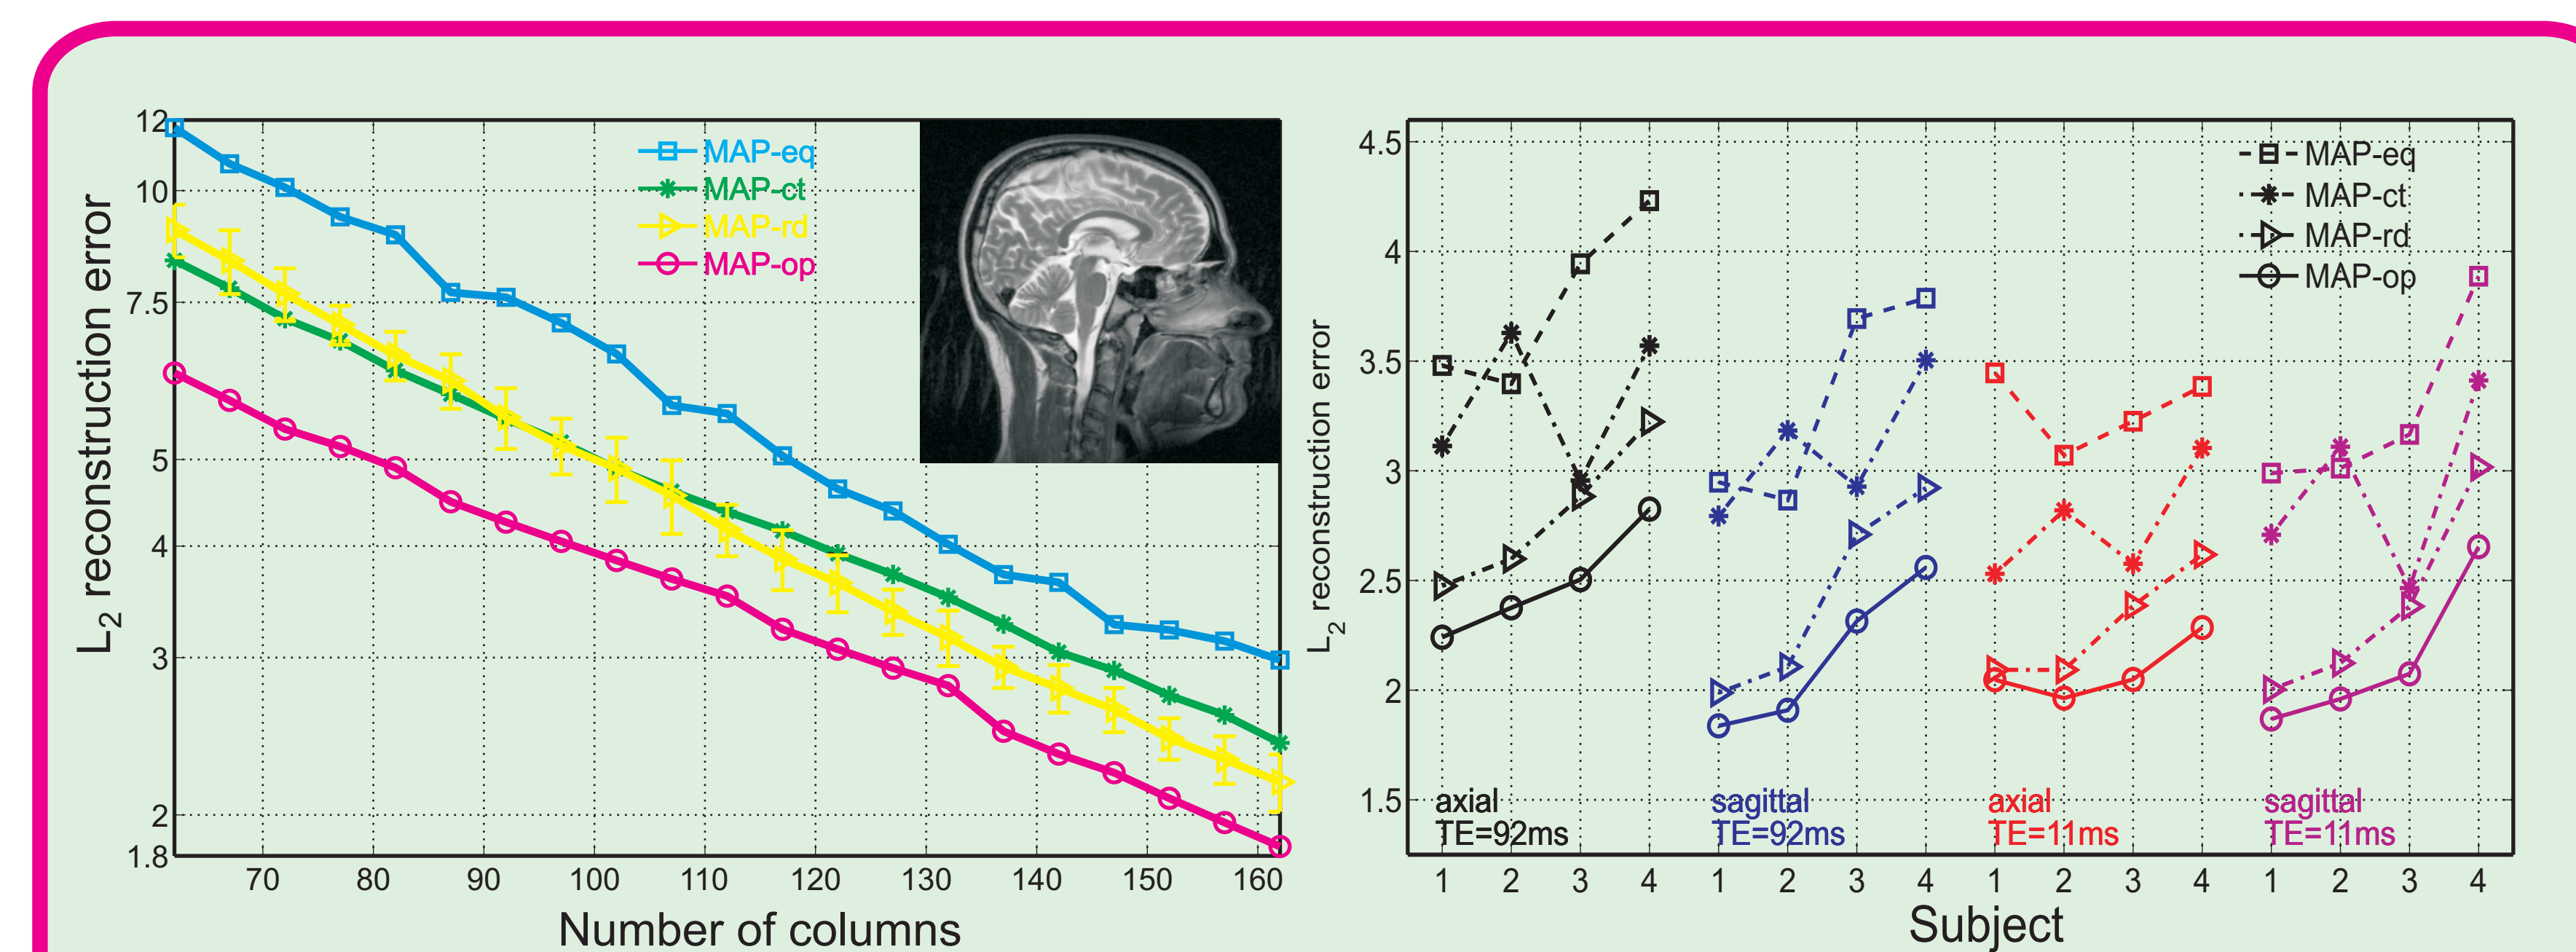 12
10
7.5
5
4
3
2
1.8
L2 reconstruction error
MAP-eq
MAP-ct
MAP-rd
MAP-op
70 80 90 100 110 120 130 140 150 160
Number of columns
4.5
4
3.5
3
2.5
2
1.5
L2 reconstruction error
MAP-eq
MAP-ct
MAP-rd
MAP-op
axial
TE=92ms
sagittal
TE=92ms
axial
TE=11ms
sagittal
TE=11ms
1 2 3 4 1 2 3 4 1 2 3 4 1 2 3 4
Subject